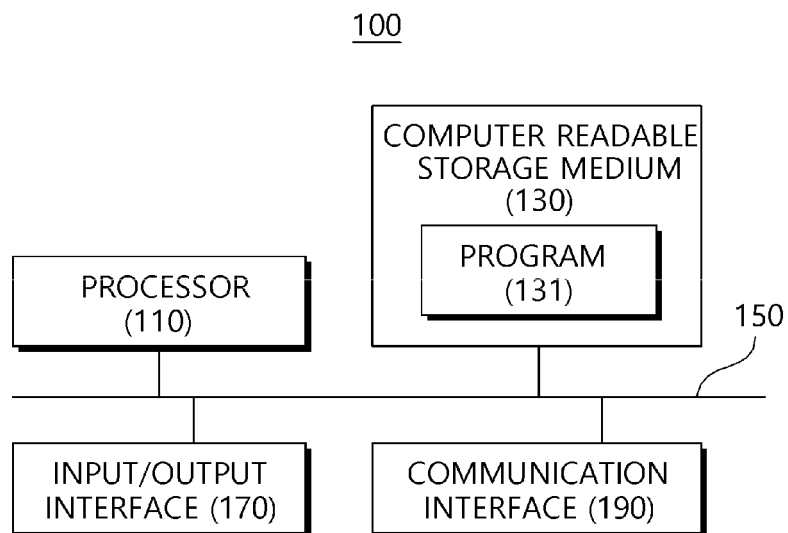 100
COMPUTER READABLE
STORAGE MEDIUM
(130)
PROGRAM
(131)
PROCESSOR
(110)
150
INPUT/OUTPUT
INTERFACE (170)
COMMUNICATION
INTERFACE (190)